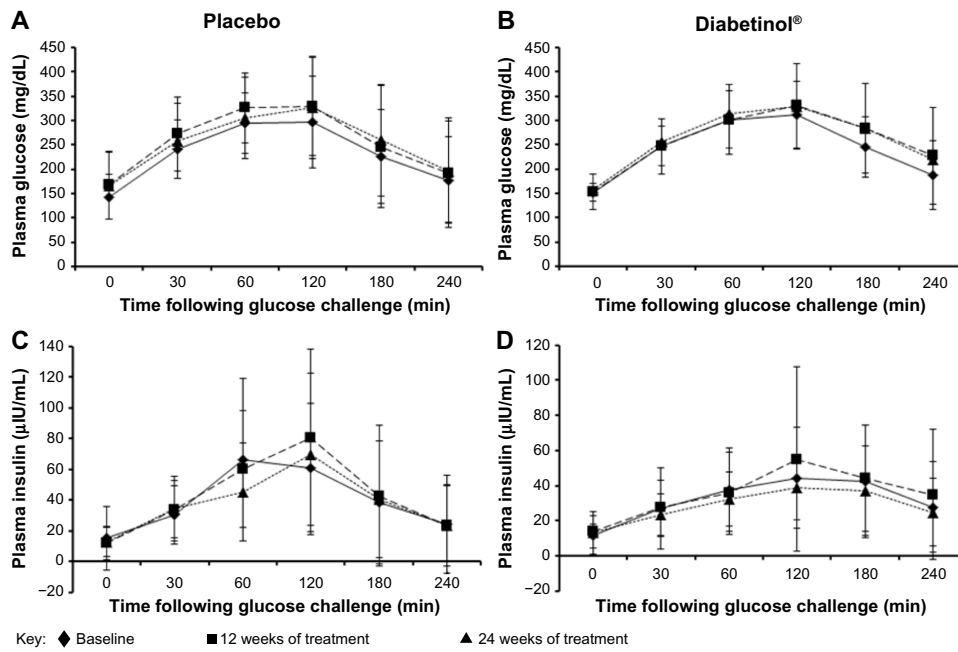 A
Placebo
Plasma glucose (mg/dL)
450
400
350
300
250
200
150
100
50
0
0 30 60 120 180 240
Time following glucose challenge (min)
B
Diabetinol®
Plasma glucose (mg/dL)
450
400
350
300
250
200
150
100
50
0
0 30 60 120 180 240
Time following glucose challenge (min)
C
Plasma insulin (µIU/mL)
140
120
100
80
60
40
20
0
−20
0 30 60 120 180 240
Time following glucose challenge (min)
D
Plasma insulin (µIU/mL)
120
100
80
60
40
20
0
−20
0 30 60 120 180 240
Time following glucose challenge (min)
Key: Baseline 12 weeks of treatment 24 weeks of treatment